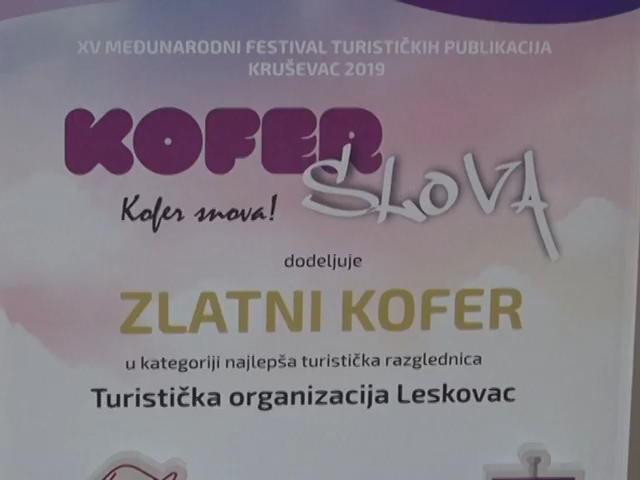 XV MEĐUNARODNI FESTIVAL TURISTIČKIH PUBLIKACIJA
KRUŠEVAC 2019
KOFER
SLOVA
Kofer snova!
dodeljuje
ZLATNI KOFER
u kategoriji najlepša turistička razglednica
Turistička organizacija Leskovac